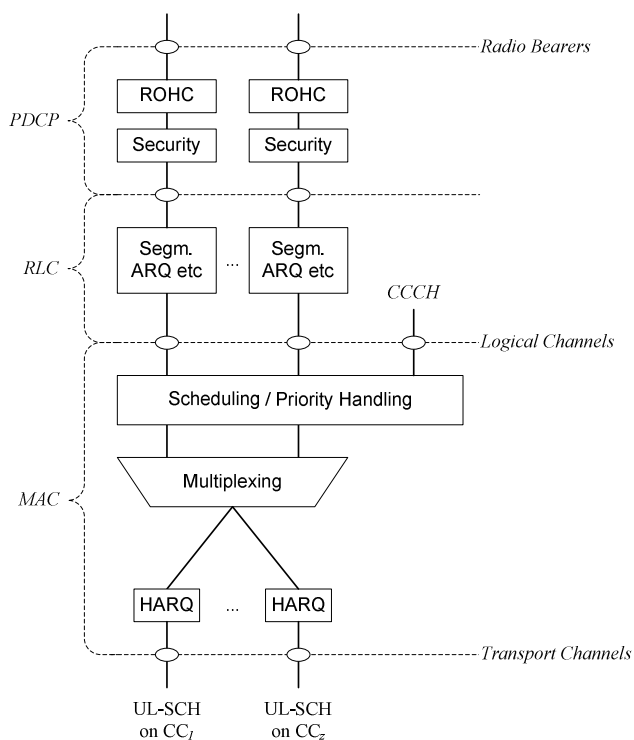 Radio Bearers
ROHC
ROHC
PDCP
Security
Security
Segm.
ARQ etc
...
Segm.
ARQ etc
RLC
CCCH
Logical Channels
Scheduling / Priority Handling
Multiplexing
MAC
HARQ
...
HARQ
Transport Channels
UL-SCH
on CC1
UL-SCH
on CCz